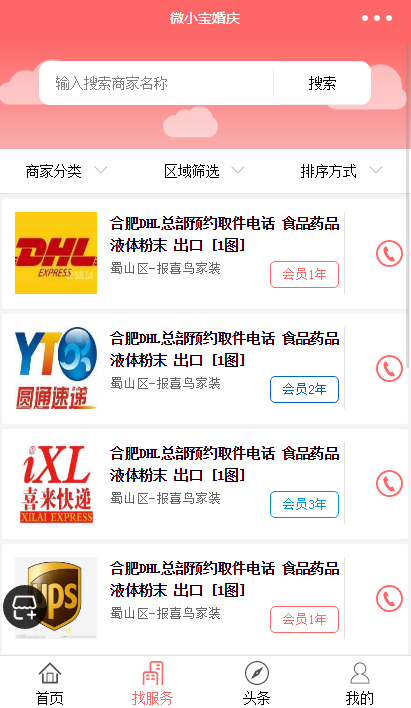 微小宝婚庆
输入搜索商家名称
搜索
商家分类
区域筛选
排序方式
DHL
EXPRESS
合肥DHL总部预约取件电话 食品药品
液体粉末 出口 [1图]
蜀山区-报喜鸟家装
会员1年
YTO
圆通速递
合肥DHL总部预约取件电话 食品药品
液体粉末 出口 [1图]
蜀山区-报喜鸟家装
会员2年
iXL
喜来快递
XILAI EXPRESS
合肥DHL总部预约取件电话 食品药品
液体粉末 出口 [1图]
蜀山区-报喜鸟家装
会员3年
ups
合肥DHL总部预约取件电话 食品药品
液体粉末 出口 [1图]
蜀山区-报喜鸟家装
会员1年
首页
找服务
头条
我的